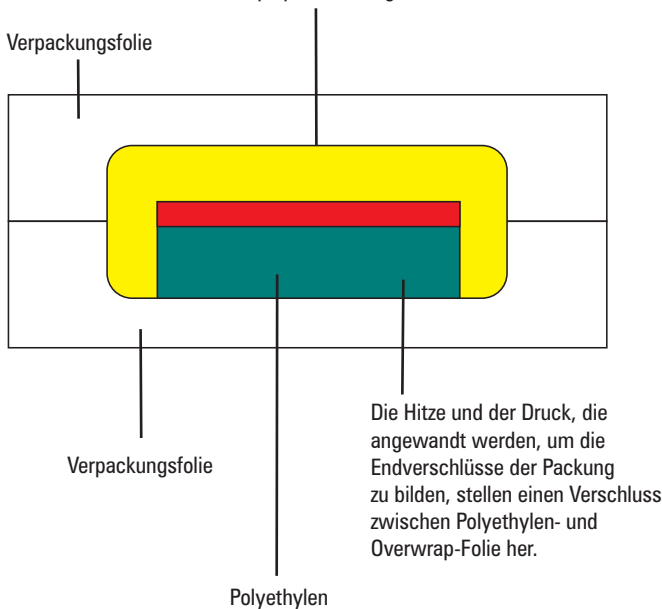 Verpackungsfolie
Verpackungsfolie
Die Hitze und der Druck, die
angewandt werden, um die
Endverschlüsse der Packung
zu bilden, stellen einen Verschluss
zwischen Polyethylen- und
Overwrap-Folie her.
Polyethylen